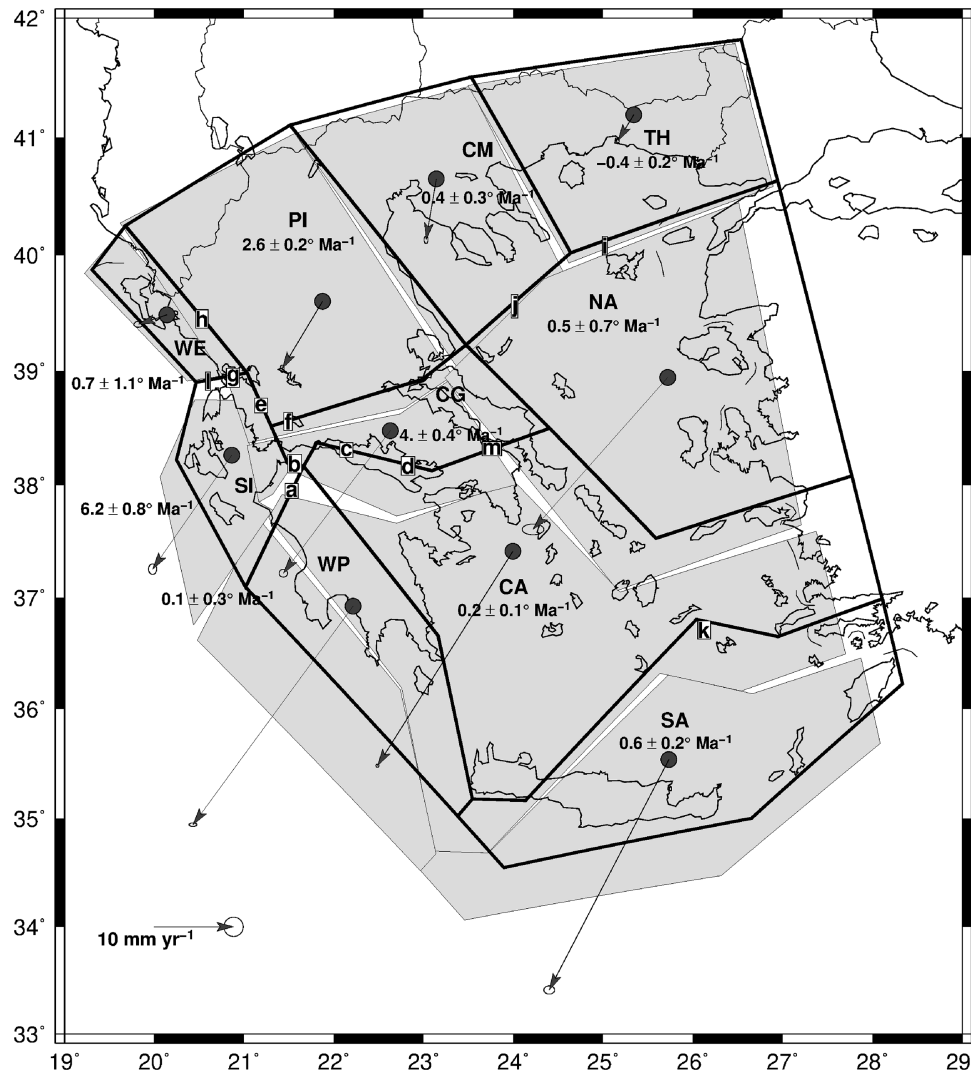 42°
41°
40°
39°
38°
37°
36°
35°
34°
33°
19
20
21
22
23
24
25
26
27
28
29
TH
−0.4 ± 0.2° Ma⁻¹
CM
0.4 ± 0.3° Ma⁻¹
PI
2.6 ± 0.2° Ma⁻¹
i
NA
0.5 ± 0.7° Ma⁻¹
j
h
WE
0.7 ± 1.1° Ma⁻¹
l
g
e
f
CG
4. ± 0.4° Ma⁻¹
m
c
d
b
a
SI
6.2 ± 0.8° Ma⁻¹
WP
0.1 ± 0.3° Ma⁻¹
CA
0.2 ± 0.1° Ma⁻¹
k
SA
0.6 ± 0.2° Ma⁻¹
10 mm yr⁻¹